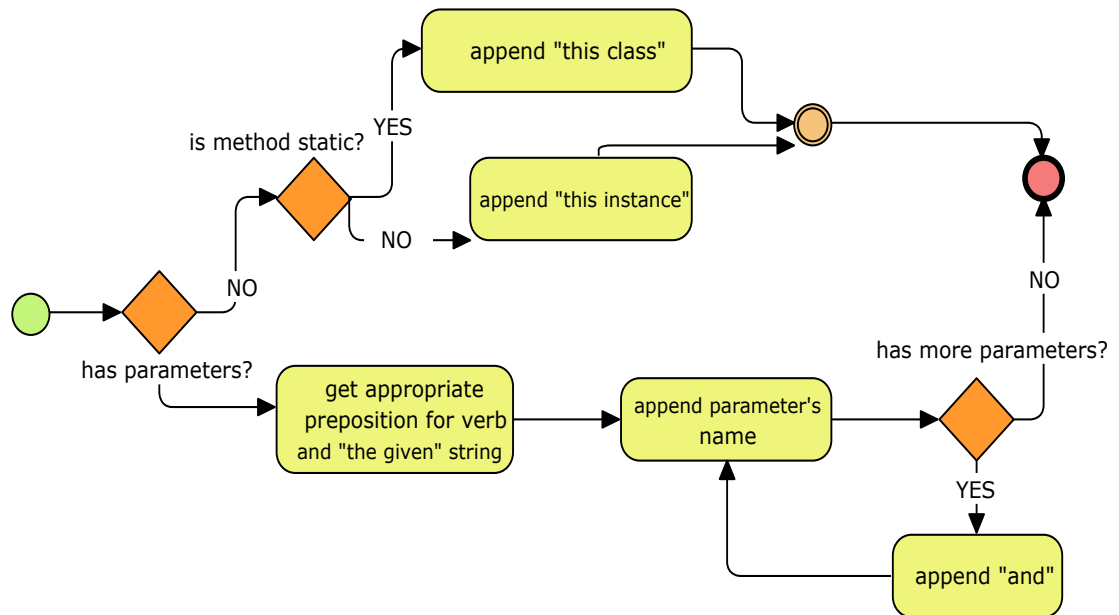 append "this class"
YES
is method static?
append "this instance"
NO
NO
NO
has parameters?
has more parameters?
get appropriate
preposition for verb
and "the given" string
append parameter's
name
YES
append "and"